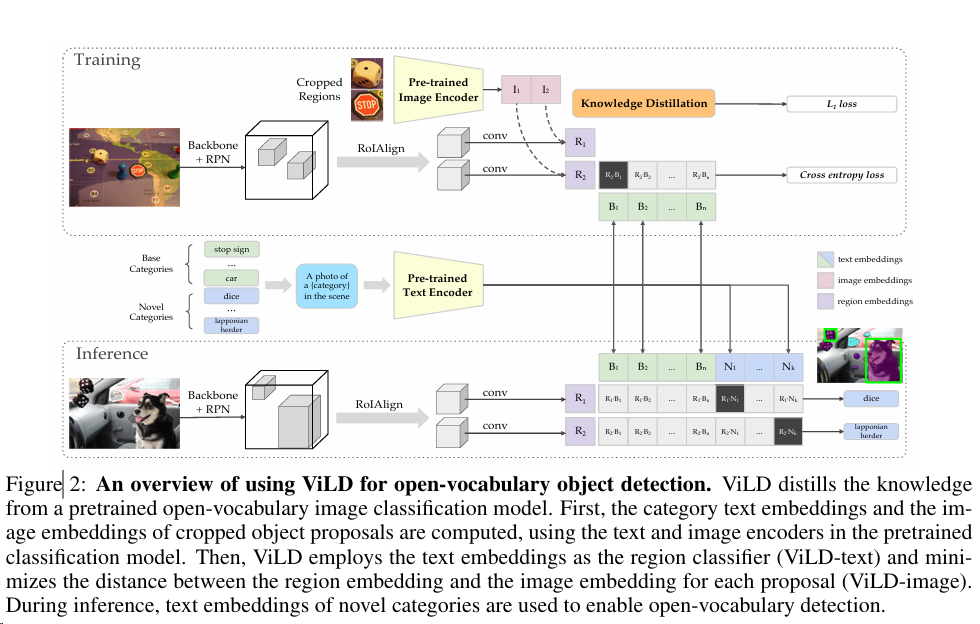 Training
Cropped
Regions
Pre-trained
Image Encoder
I₁ I₂
Knowledge Distillation
L₁ loss
STOP
Backbone
+ RPN
RoIAlign
conv
R₁
conv
R₂
R₂·B₁ R₂·B₂ ... R₂·Bₙ
Cross entropy loss
STOP
B₁ B₂ ... Bₙ
Base
Categories
stop sign
...
car
Novel
Categories
dice
...
lapponian
herder
A photo of
a {category}
in the scene
Pre-trained
Text Encoder
text embeddings
image embeddings
region embeddings
Inference
B₁ B₂ ... Bₙ N₁ ... Nₖ
Backbone
+ RPN
RoIAlign
conv
R₁
R₁·B₁ R₁·B₂ ... R₁·Bₙ R₁·N₁ ... R₁·Nₖ
dice
conv
R₂
R₂·B₁ R₂·B₂ ... R₂·Bₙ R₂·N₁ ... R₂·Nₖ
lapponian
herder
Figure 2: An overview of using ViLD for open-vocabulary object detection. ViLD distills the knowledge
from a pretrained open-vocabulary image classification model. First, the category text embeddings and the im-
age embeddings of cropped object proposals are computed, using the text and image encoders in the pretrained
classification model. Then, ViLD employs the text embeddings as the region classifier (ViLD-text) and mini-
mizes the distance between the region embedding and the image embedding for each proposal (ViLD-image).
During inference, text embeddings of novel categories are used to enable open-vocabulary detection.